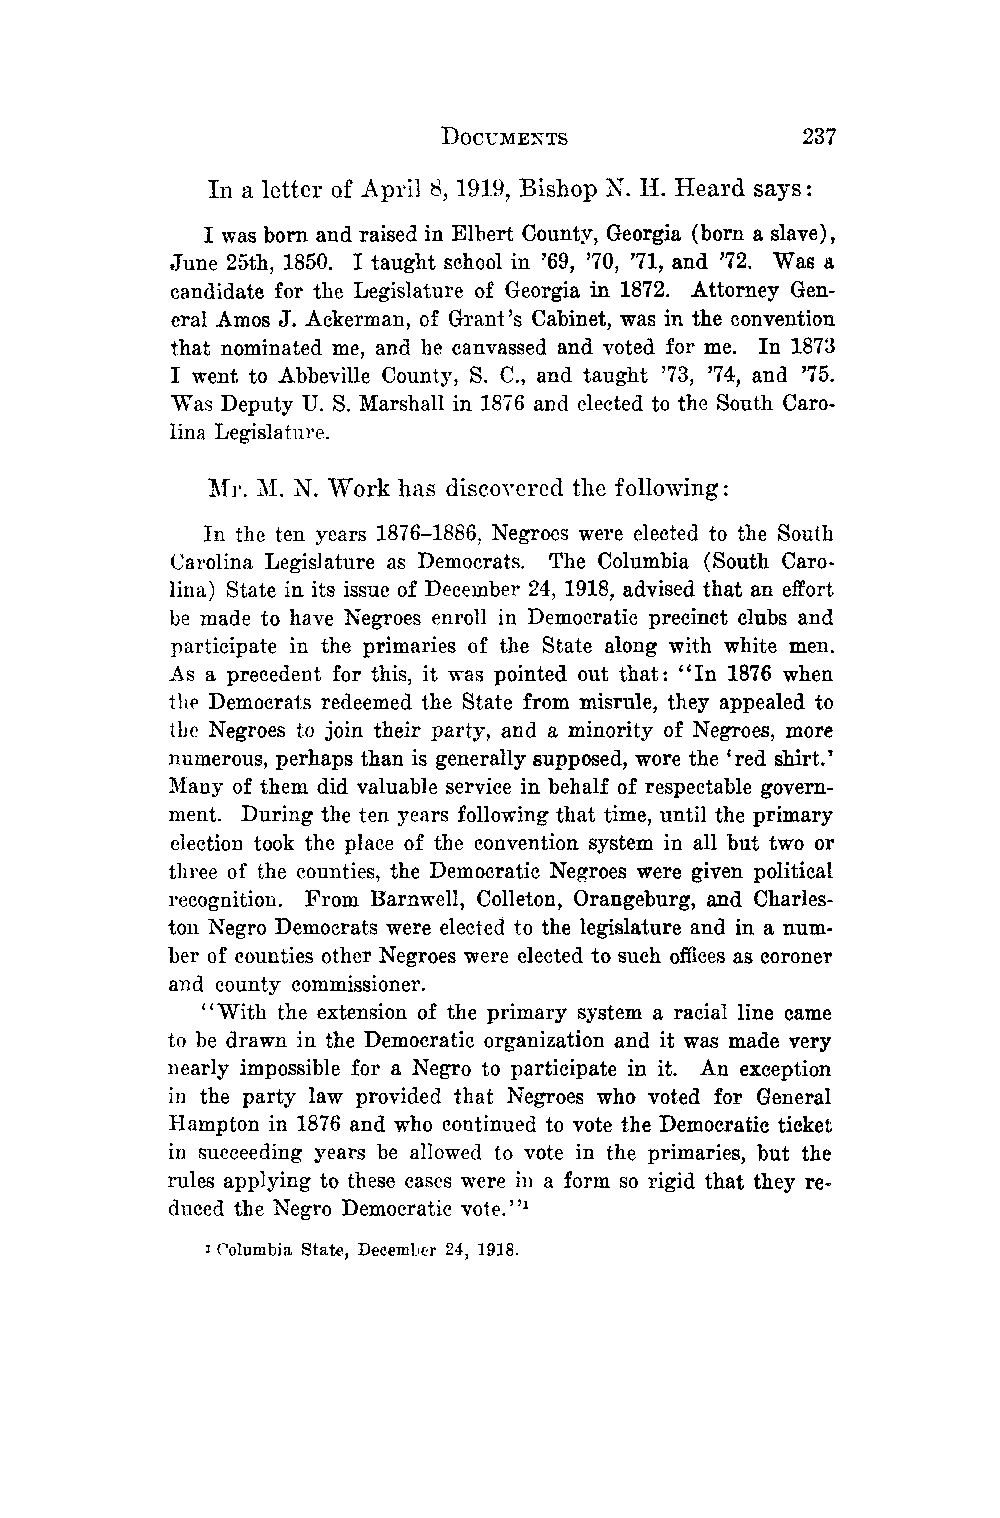 DOCUMENTS 237
In a letter of April 8, 1919, Bishop N. H. Heard says:
I was born and raised in Elbert County, Georgia (born a slave),
June 25th, 1850. I taught school in '69, '70, '71, and '72. Was a
candidate for the Legislature of Georgia in 1872. Attorney Gen-
eral Amos J. Ackerman, of Grant's Cabinet, was in the convention
that nominated me, and he canvassed and voted for me. In 1873
I went to Abbeville County, S. C., and taught '73, '74, and '75.
Was Deputy U. S. Marshall in 1876 and elected to the South Caro-
lina Legislature.
Mr. M. N. Work has discovered the following:
In the ten years 1876–1886, Negroes were elected to the South
Carolina Legislature as Democrats. The Columbia (South Caro-
lina) State in its issue of December 24, 1918, advised that an effort
be made to have Negroes enroll in Democratic precinct clubs and
participate in the primaries of the State along with white men.
As a precedent for this, it was pointed out that: "In 1876 when
the Democrats redeemed the State from misrule, they appealed to
the Negroes to join their party, and a minority of Negroes, more
numerous, perhaps than is generally supposed, wore the 'red shirt.'
Many of them did valuable service in behalf of respectable govern-
ment. During the ten years following that time, until the primary
election took the place of the convention system in all but two or
three of the counties, the Democratic Negroes were given political
recognition. From Barnwell, Colleton, Orangeburg, and Charles-
ton Negro Democrats were elected to the legislature and in a num-
ber of counties other Negroes were elected to such offices as coroner
and county commissioner.
"With the extension of the primary system a racial line came
to be drawn in the Democratic organization and it was made very
nearly impossible for a Negro to participate in it. An exception
in the party law provided that Negroes who voted for General
Hampton in 1876 and who continued to vote the Democratic ticket
in succeeding years be allowed to vote in the primaries, but the
rules applying to these cases were in a form so rigid that they re-
duced the Negro Democratic vote."1
1 Columbia State, December 24, 1918.